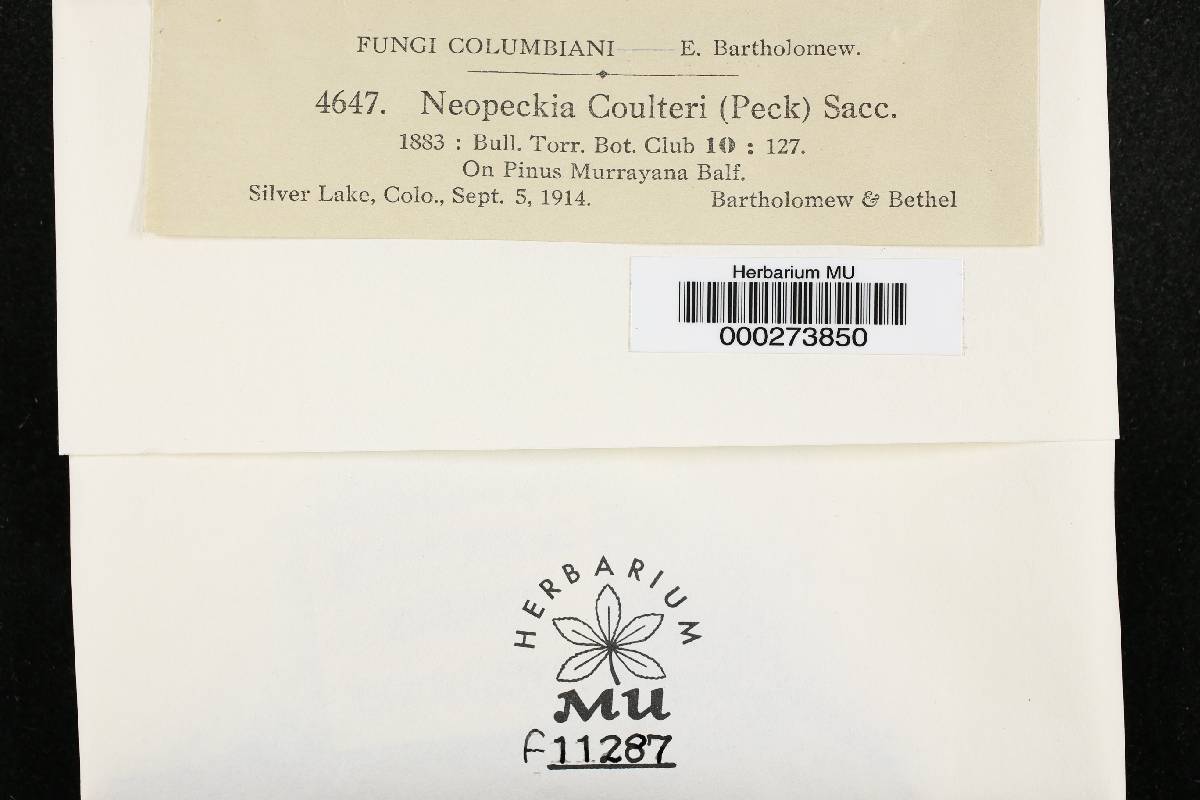 FUNGI COLUMBIANI — E. Bartholomew.
4647. Neopeckia Coulteri (Peck) Sacc.
1883 : Bull. Torr. Bot. Club 10 : 127.
On Pinus Murrayana Balf.
Silver Lake, Colo., Sept. 5, 1914. Bartholomew & Bethel
Herbarium MU
000273850
HERBARIUM
MU
F11287